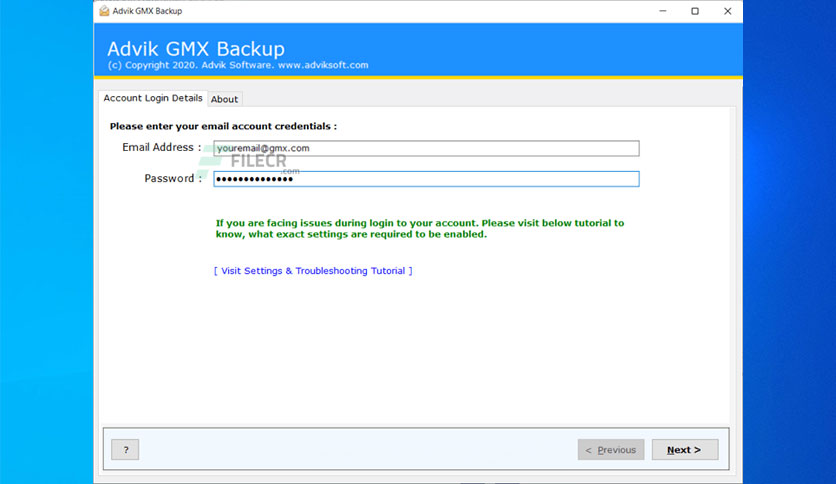 Advik GMX Backup
Advik GMX Backup
(c) Copyright 2020. Advik Software. www.adviksoft.com
Account Login Details
About
Please enter your email account credentials :
Email Address :
youremail@gmx.com
FILECR
.com
Password :
••••••••••••••
If you are facing issues during login to your account. Please visit below tutorial to
know, what exact settings are required to be enabled.
[ Visit Settings & Troubleshooting Tutorial ]
?
< Previous
Next >